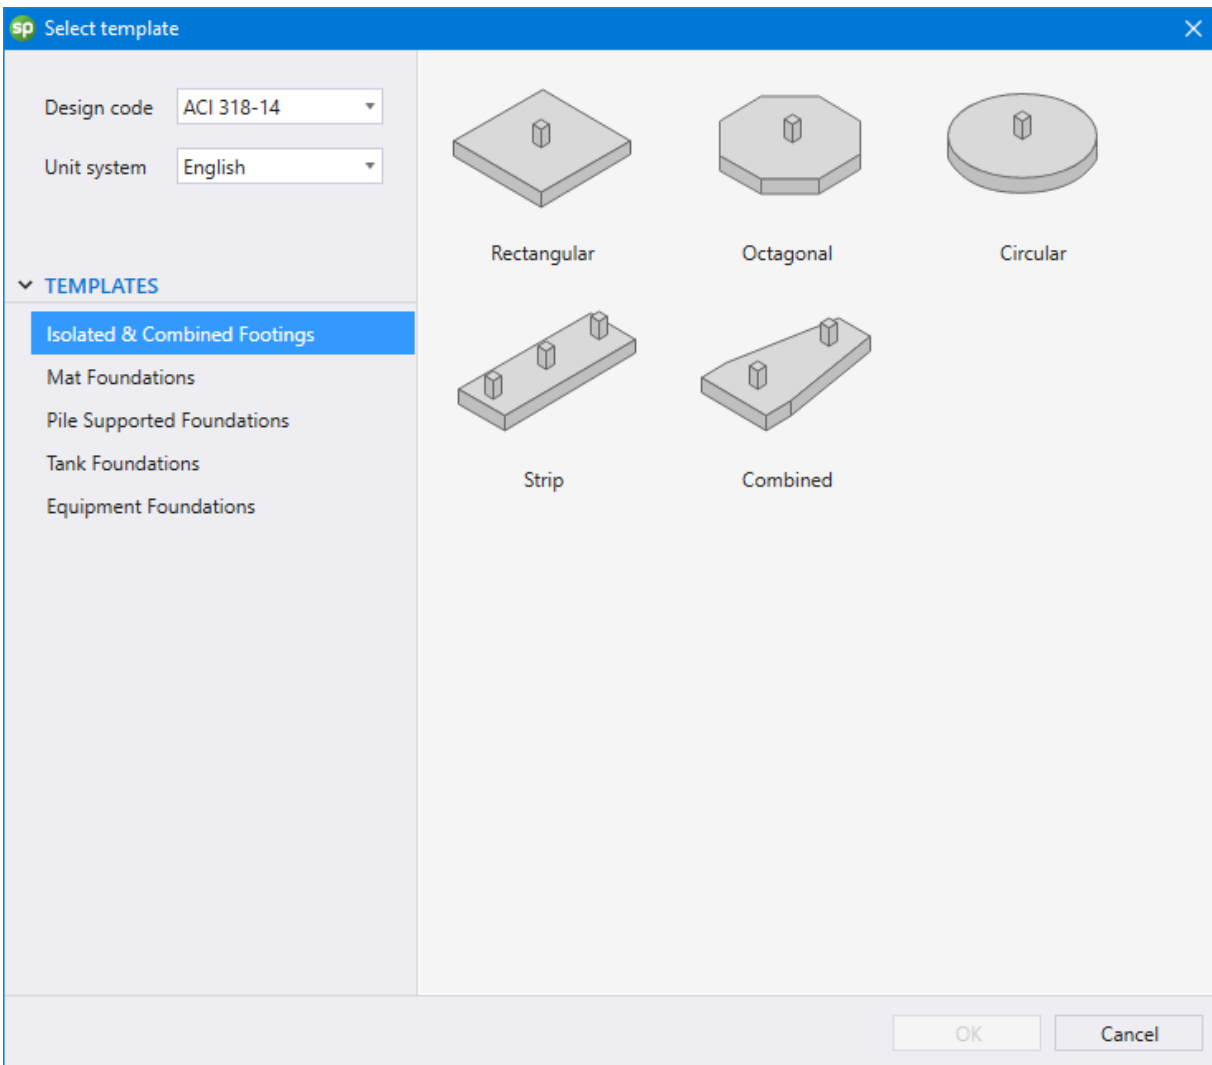 sp Select template
Design code ACI 318-14
Unit system English
TEMPLATES
Isolated & Combined Footings
Mat Foundations
Pile Supported Foundations
Tank Foundations
Equipment Foundations
Rectangular Octagonal Circular
Strip Combined
OK Cancel